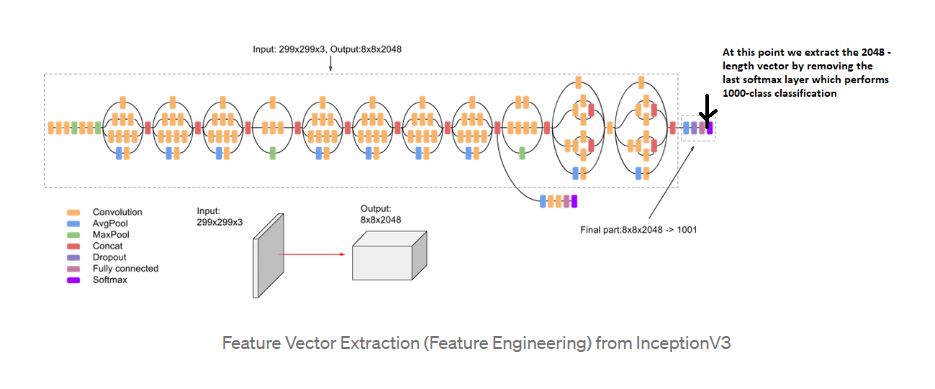 Input: 299x299x3, Output:8x8x2048
At this point we extract the 2048 -
length vector by removing the
last softmax layer which performs
1000-class classification
Convolution
AvgPool
MaxPool
Concat
Dropout
Fully connected
Softmax
Input:
299x299x3
Output:
8x8x2048
Final part:8x8x2048 -> 1001
Feature Vector Extraction (Feature Engineering) from InceptionV3